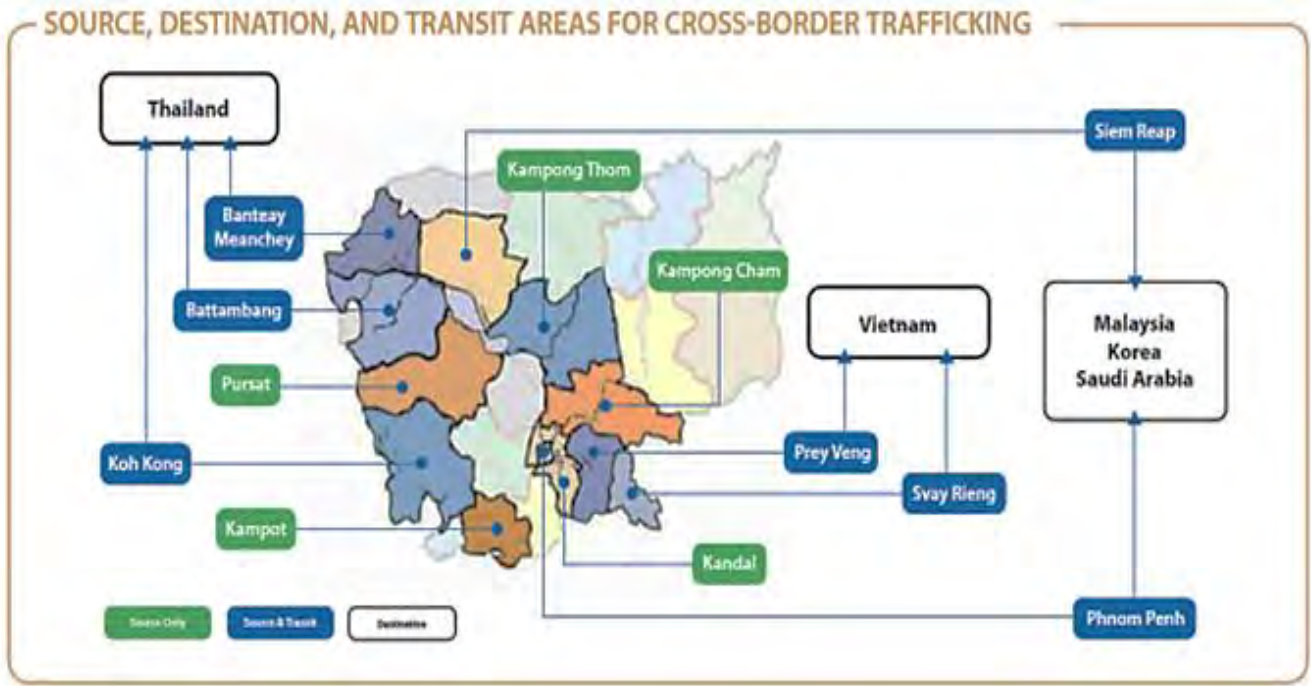 SOURCE, DESTINATION, AND TRANSIT AREAS FOR CROSS-BORDER TRAFFICKING
Thailand
Siem Reap
Kampong Thom
Banteay
Meanchey
Kampong Cham
Battambang
Vietnam
Malaysia
Korea
Saudi Arabia
Pursat
Koh Kong
Prey Veng
Svay Rieng
Kampot
Kandal
Phnom Penh
Source Only
Source & Transit
Destination